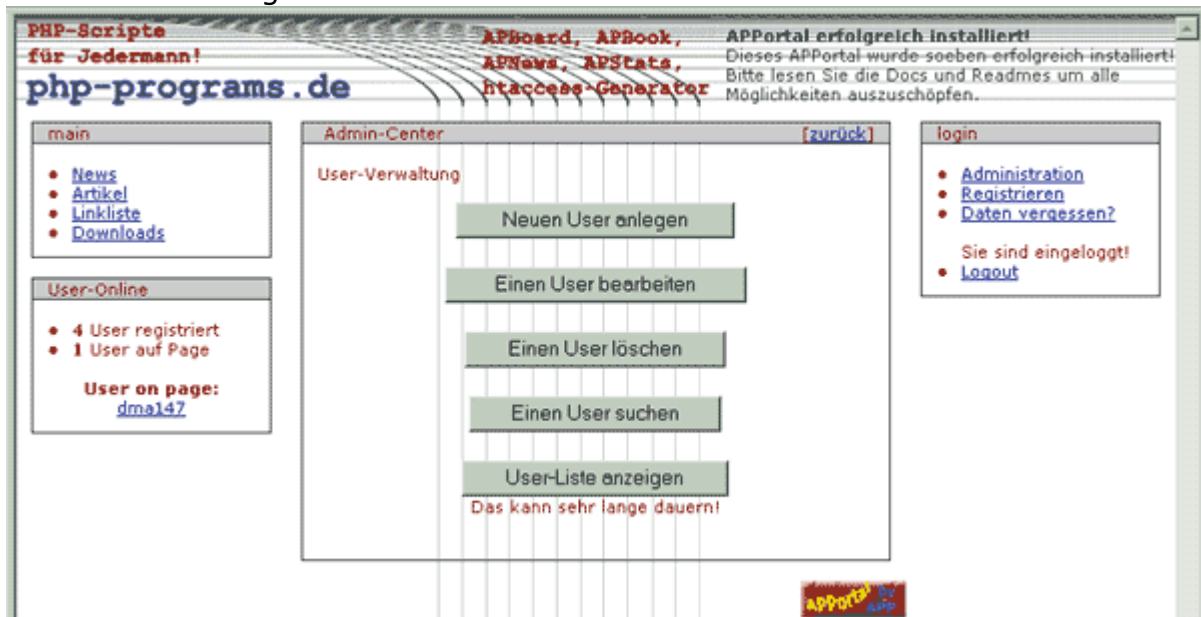 PHP-Scripte
für Jedermann!
php-programs.de
APBoard, APBook,
APNews, APStats,
htaccess-Generator
APPortal erfolgreich installiert!
Dieses APPortal wurde soeben erfolgreich installiert!
Bitte lesen Sie die Docs und Readmes um alle
Möglichkeiten auszuschöpfen.
main
News
Artikel
Linkliste
Downloads
User-Online
4 User registriert
1 User auf Page
User on page:
dma147
Admin-Center [zurück]
User-Verwaltung
Neuen User anlegen
Einen User bearbeiten
Einen User löschen
Einen User suchen
User-Liste anzeigen
Das kann sehr lange dauern!
login
Administration
Registrieren
Daten vergessen?
Sie sind eingeloggt!
Logout
APPortal by
APP